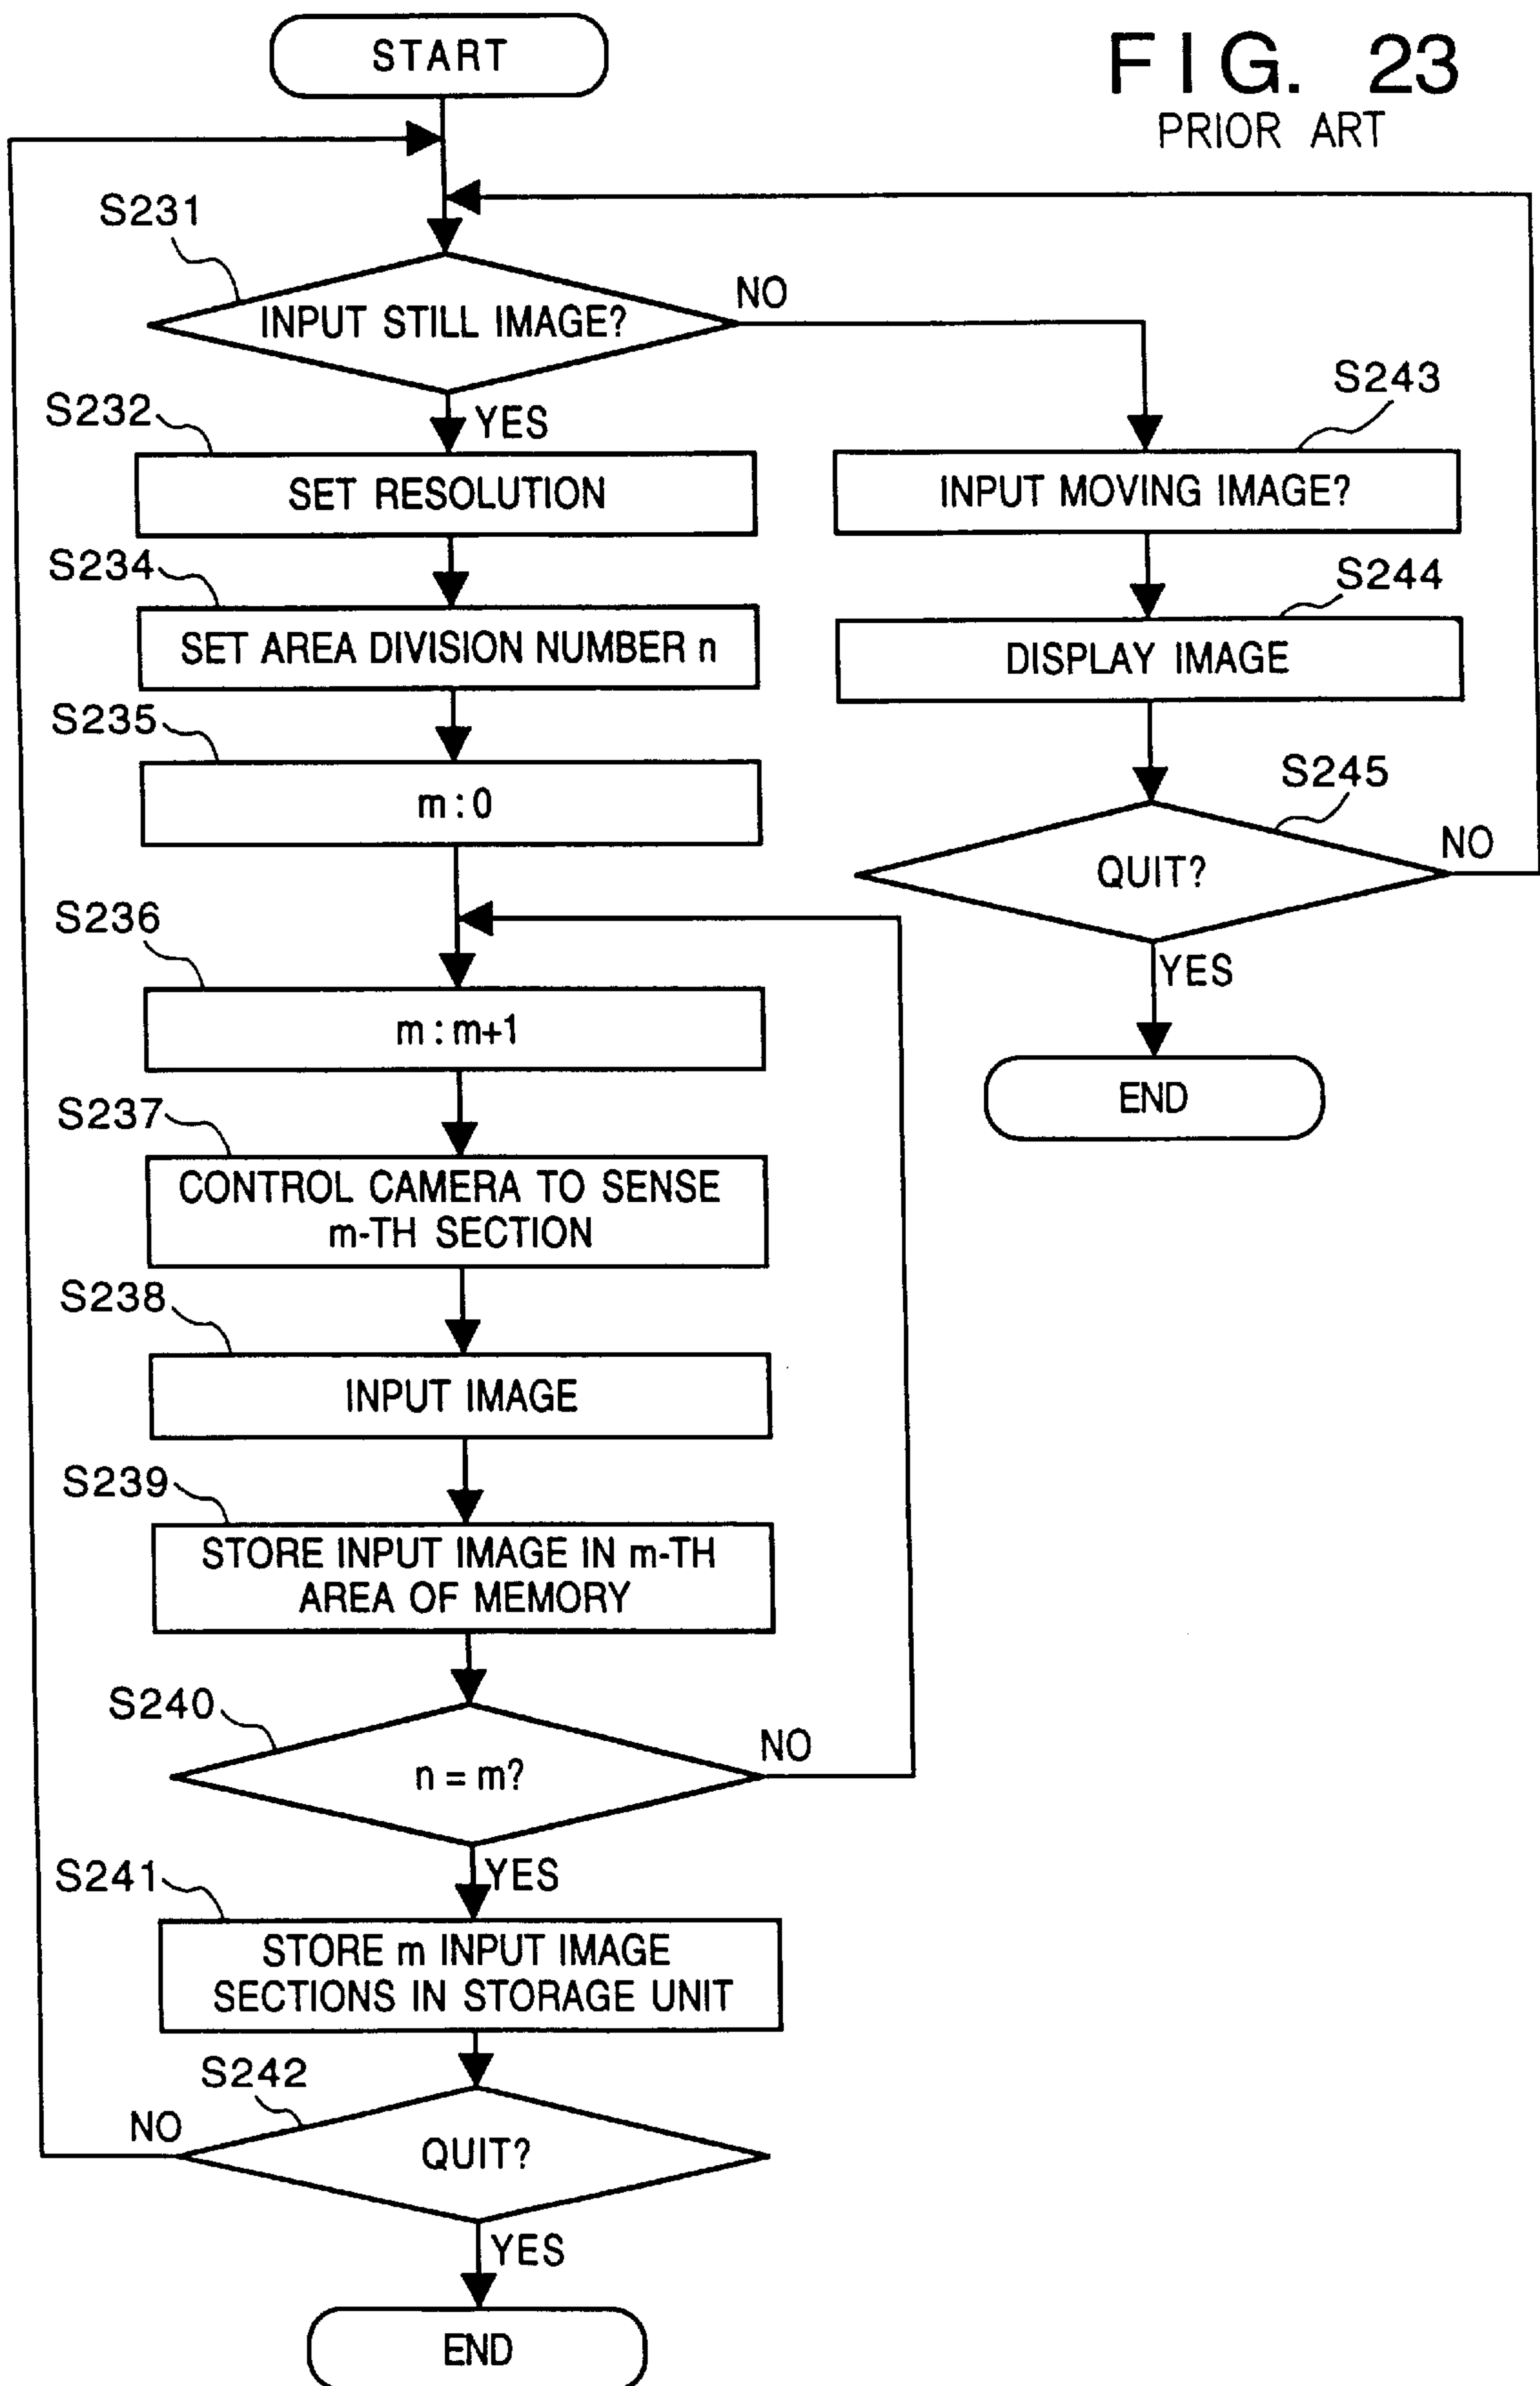 START
FIG. 23
PRIOR ART
S231
INPUT STILL IMAGE?
NO
YES
S232
SET RESOLUTION
S234
SET AREA DIVISION NUMBER n
S235
m : 0
S236
m : m+1
S237
CONTROL CAMERA TO SENSE
m-TH SECTION
S238
INPUT IMAGE
S239
STORE INPUT IMAGE IN m-TH
AREA OF MEMORY
S240
n = m?
NO
YES
S241
STORE m INPUT IMAGE
SECTIONS IN STORAGE UNIT
S242
NO
QUIT?
YES
END
S243
INPUT MOVING IMAGE?
S244
DISPLAY IMAGE
S245
QUIT?
NO
YES
END